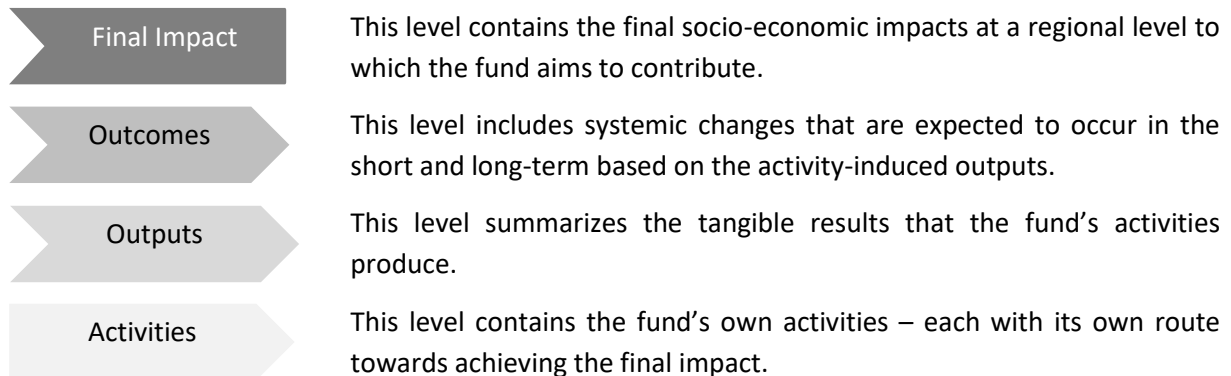 Final Impact
This level contains the final socio-economic impacts at a regional level to
which the fund aims to contribute.
Outcomes
This level includes systemic changes that are expected to occur in the
short and long-term based on the activity-induced outputs.
Outputs
This level summarizes the tangible results that the fund’s activities
produce.
Activities
This level contains the fund’s own activities – each with its own route
towards achieving the final impact.